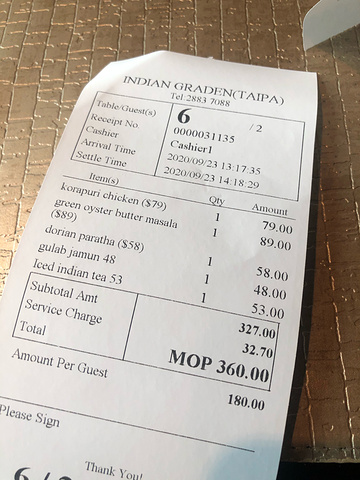 INDIAN GRADEN(TAIPA)
Tel:2883 7088
Table/Guest(s) 6 / 2
Receipt No. 0000031135
Cashier Cashier1
Arrival Time 2020/09/23 13:17:35
Settle Time 2020/09/23 14:18:29
Item(s) Qty Amount
korapuri chicken ($79) 1 79.00
green oyster butter masala 1 89.00
($89)
dorian paratha ($58) 1 58.00
gulab jamun 48 1 48.00
Iced indian tea 53 1 53.00
Subtotal Amt 327.00
Service Charge 32.70
Total MOP 360.00
Amount Per Guest 180.00
Please Sign
Thank You!